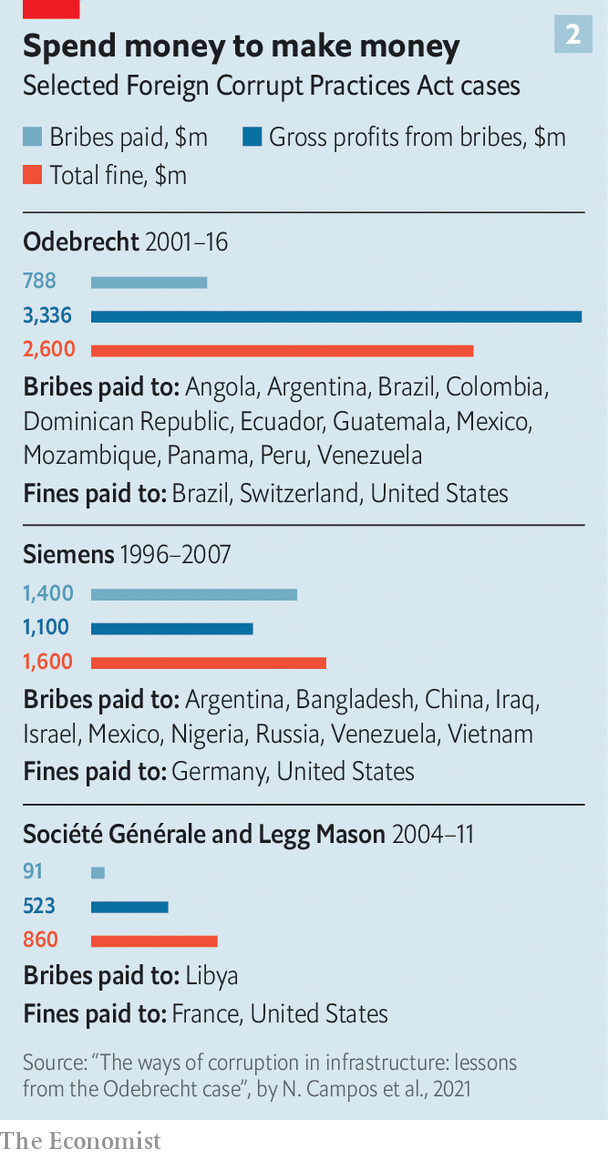 2
Spend money to make money
Selected Foreign Corrupt Practices Act cases
Bribes paid, $m Gross profits from bribes, $m
Total fine, $m
Odebrecht 2001–16
788
3,336
2,600
Bribes paid to: Angola, Argentina, Brazil, Colombia,
Dominican Republic, Ecuador, Guatemala, Mexico,
Mozambique, Panama, Peru, Venezuela
Fines paid to: Brazil, Switzerland, United States
Siemens 1996–2007
1,400
1,100
1,600
Bribes paid to: Argentina, Bangladesh, China, Iraq,
Israel, Mexico, Nigeria, Russia, Venezuela, Vietnam
Fines paid to: Germany, United States
Société Générale and Legg Mason 2004–11
91
523
860
Bribes paid to: Libya
Fines paid to: France, United States
Source: “The ways of corruption in infrastructure: lessons
from the Odebrecht case”, by N. Campos et al., 2021
The Economist